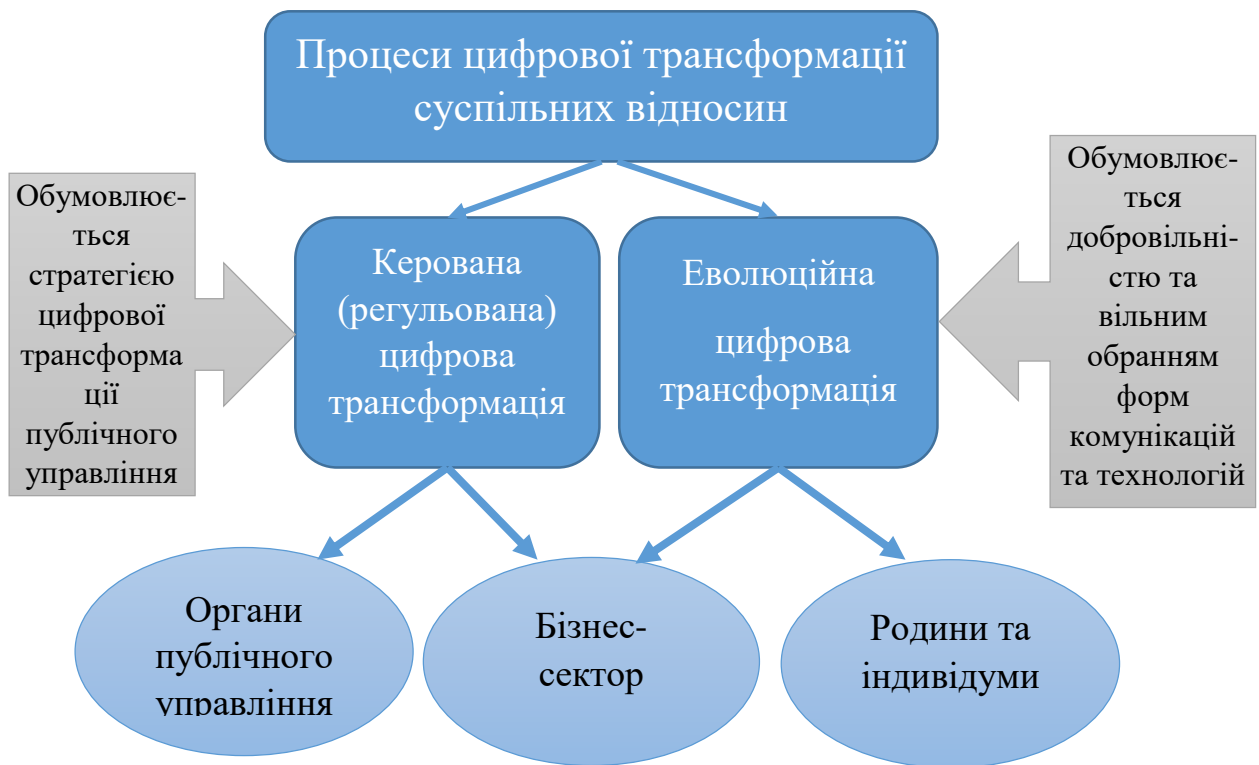 Процеси цифрової трансформації
суспільних відносин
Обумовлює-
ться
стратегією
цифрової
трансформа
ції
публічного
управління
Керована
(регульована)
цифрова
трансформація
Еволюційна
цифрова
трансформація
Обумовлює-
ться
добровільні-
стю та
вільним
обранням
форм
комунікацій
та технологій
Органи
публічного
управління
Бізнес-
сектор
Родини та
індивідуми